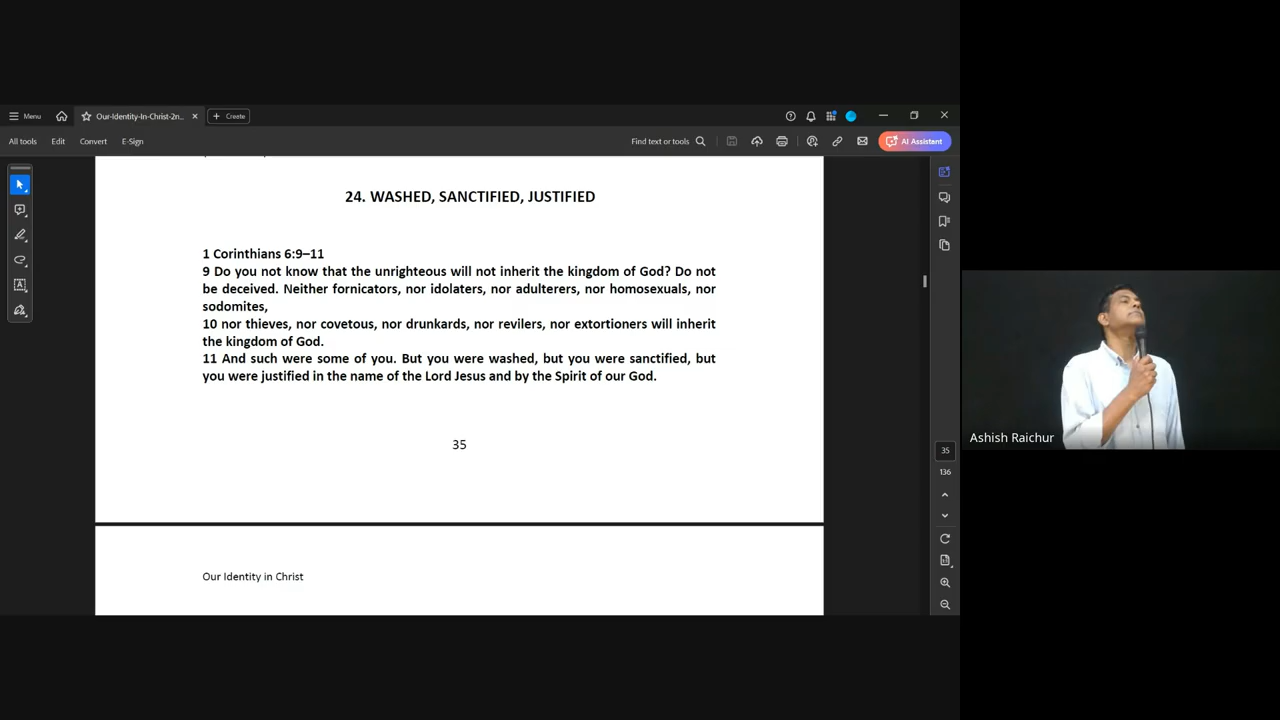 Menu
Our-Identity-In-Christ-2n...
Create
All tools
Edit
Convert
E-Sign
Find text or tools
AI Assistant
24. WASHED, SANCTIFIED, JUSTIFIED
1 Corinthians 6:9–11
9 Do you not know that the unrighteous will not inherit the kingdom of God? Do not
be deceived. Neither fornicators, nor idolaters, nor adulterers, nor homosexuals, nor
sodomites,
10 nor thieves, nor covetous, nor drunkards, nor revilers, nor extortioners will inherit
the kingdom of God.
11 And such were some of you. But you were washed, but you were sanctified, but
you were justified in the name of the Lord Jesus and by the Spirit of our God.
35
Our Identity in Christ
35
136
Ashish Raichur